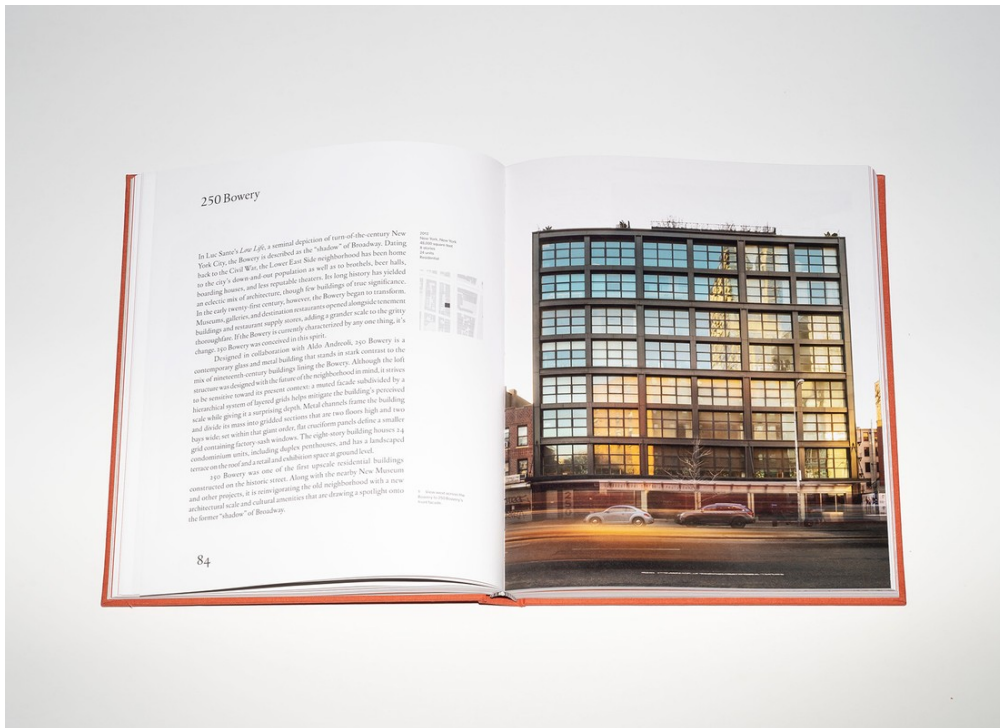 250 Bowery
In Luc Sante's Low Life, a seminal depiction of turn-of-the-century New
York City, the Bowery is described as the "shadow" of Broadway. Dating
back to the Civil War, the Lower East Side neighborhood has been home
to the city's down-and-out population as well as to brothels, beer halls,
boarding houses, and less reputable theaters. Its long history has yielded
an eclectic mix of architecture, though few buildings of true significance.
In the early twenty-first century, however, the Bowery began to transform.
Museums, galleries, and destination restaurants opened alongside tenement
buildings and restaurant supply stores, adding a grander scale to the gritty
thoroughfare. If the Bowery is currently characterized by any one thing, it's
change. 250 Bowery was conceived in this spirit.
Designed in collaboration with Aldo Andreoli, 250 Bowery is a
contemporary glass and metal building that stands in stark contrast to the
mix of nineteenth-century buildings lining the Bowery. Although the loft
structure was designed with the future of the neighborhood in mind, it strives
to be sensitive toward its present context: a muted facade subdivided by a
hierarchical system of layered grids helps mitigate the building's perceived
scale while giving it a surprising depth. Metal channels frame the building
and divide its mass into gridded sections that are two floors high and two
bays wide; set within that giant order, flat cruciform panels define a smaller
grid containing factory-sash windows. The eight-story building houses 24
condominium units, including duplex penthouses, and has a landscaped
terrace on the roof and a retail and exhibition space at ground level.
250 Bowery was one of the first upscale residential buildings
constructed on the historic street. Along with the nearby New Museum
and other projects, it is reinvigorating the old neighborhood with a new
architectural scale and cultural amenities that are drawing a spotlight onto
the former "shadow" of Broadway.
New York, New York
24 units
Residential
84